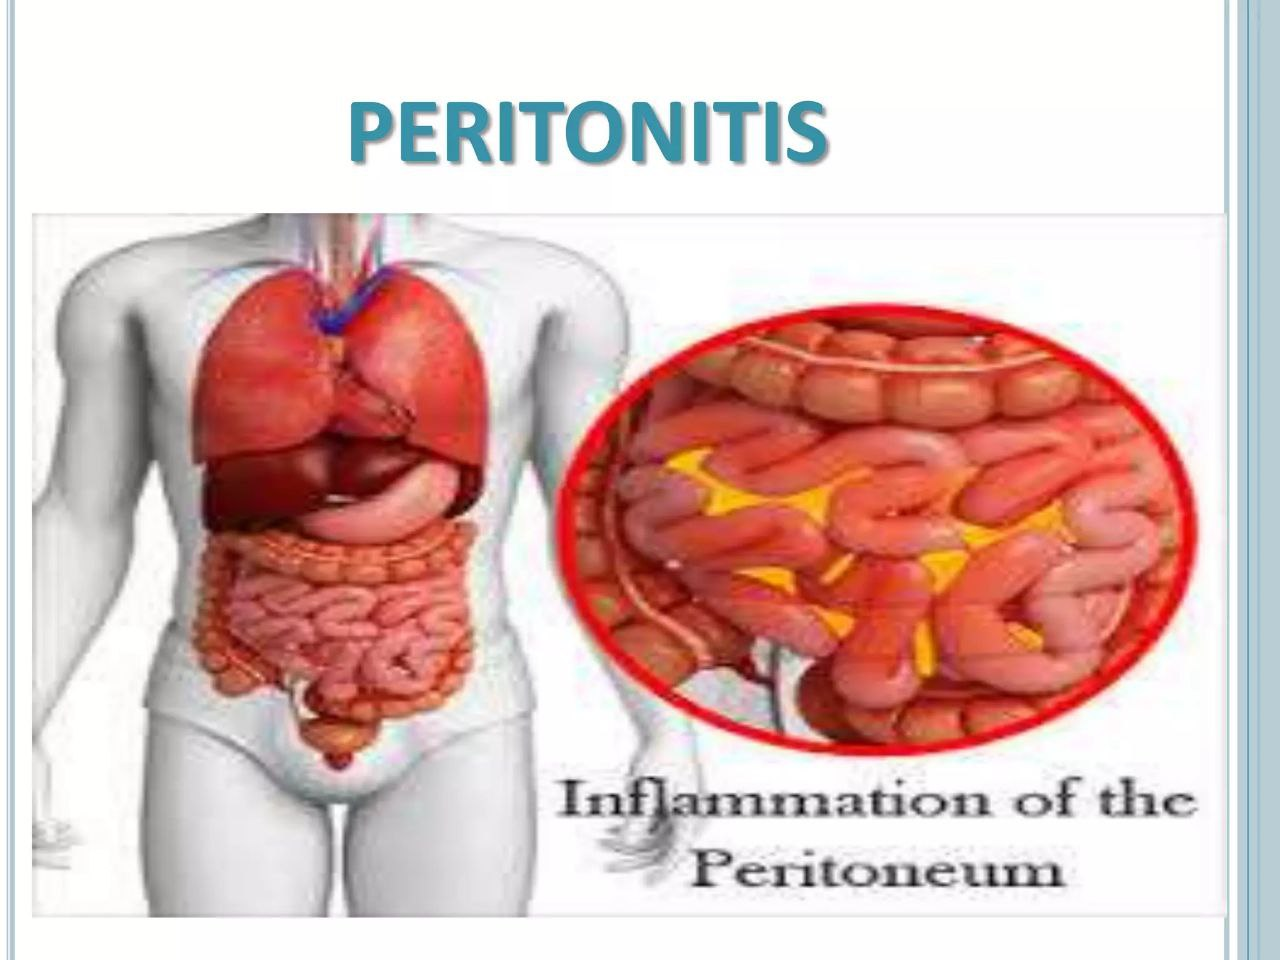 PERITONITIS
Inflammation of the
Peritoneum